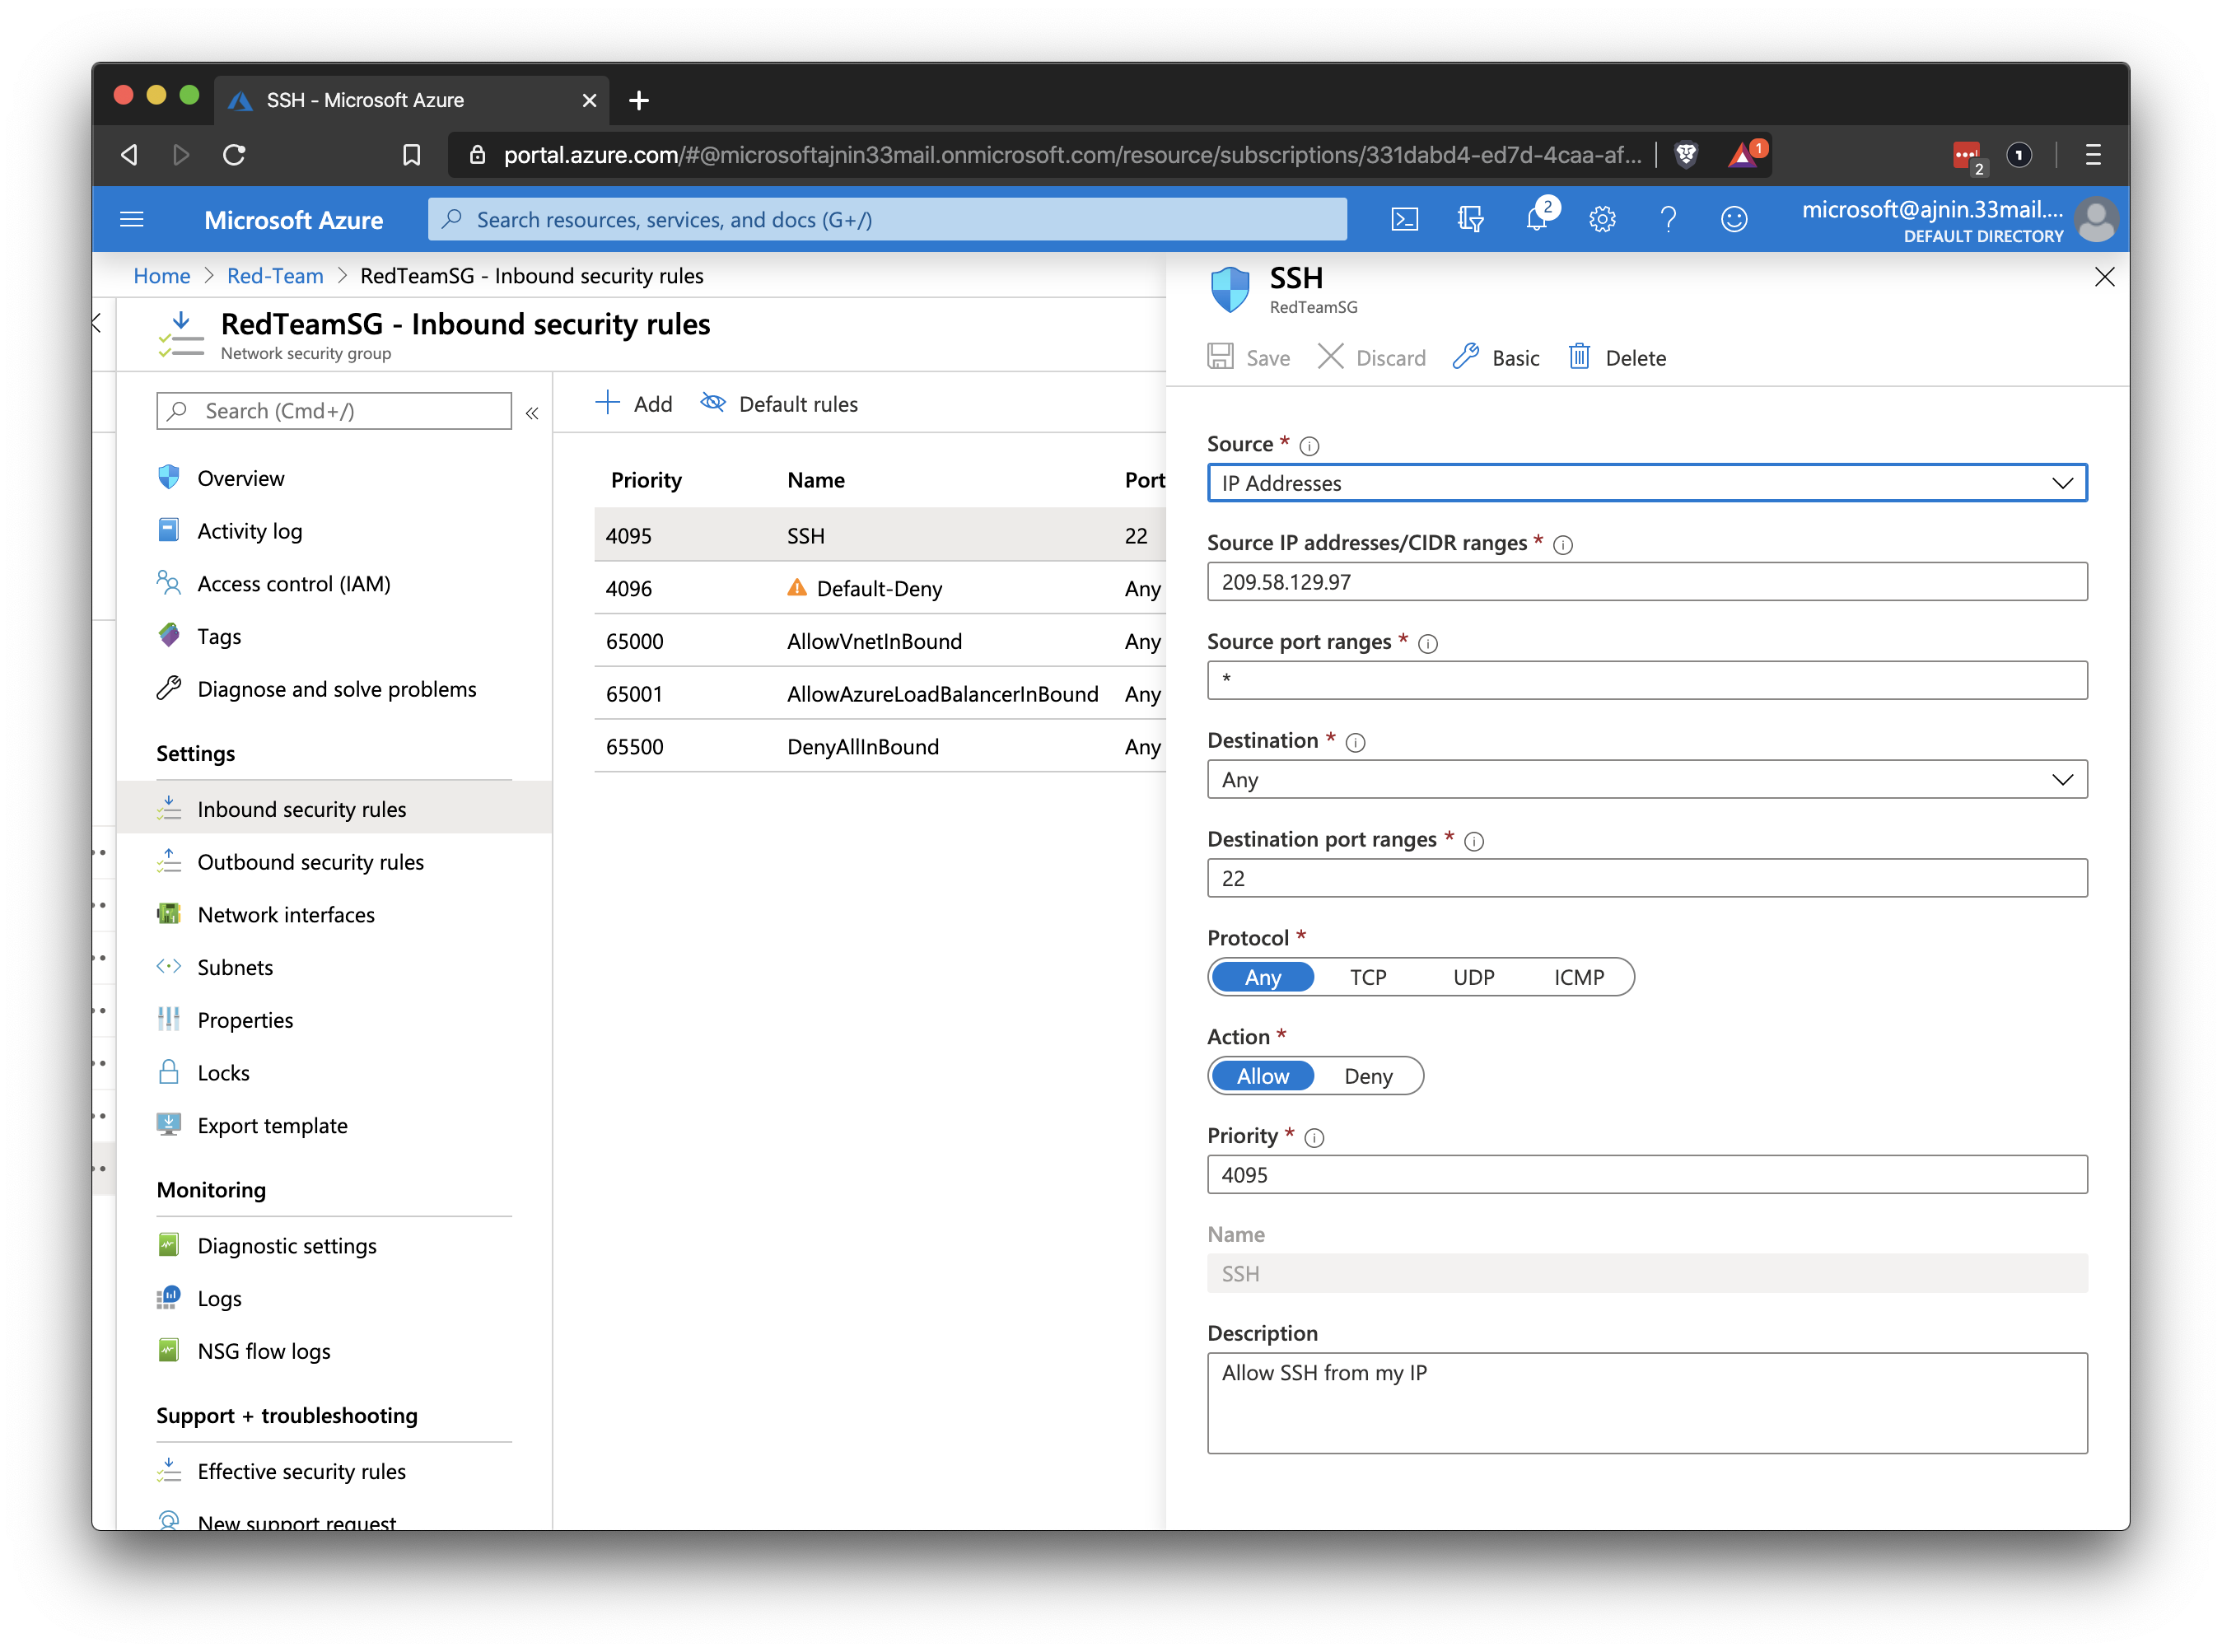 SSH - Microsoft Azure
portal.azure.com/#@microsoftajnin33mail.onmicrosoft.com/resource/subscriptions/331dabd4-ed7d-4caa-af...
1
2
1
Microsoft Azure
Search resources, services, and docs (G+/)
2
microsoft@ajnin.33mail....
DEFAULT DIRECTORY
Home > Red-Team > RedTeamSG - Inbound security rules
RedTeamSG - Inbound security rules
Network security group
Search (Cmd+/)
Overview
Activity log
Access control (IAM)
Tags
Diagnose and solve problems
Settings
Inbound security rules
Outbound security rules
Network interfaces
Subnets
Properties
Locks
Export template
Monitoring
Diagnostic settings
Logs
NSG flow logs
Support + troubleshooting
Effective security rules
New support request
Add Default rules
Priority Name Port
4095 SSH 22
4096 Default-Deny Any
65000 AllowVnetInBound Any
65001 AllowAzureLoadBalancerInBound Any
65500 DenyAllInBound Any
SSH
RedTeamSG
Save Discard Basic Delete
Source *
IP Addresses
Source IP addresses/CIDR ranges *
209.58.129.97
Source port ranges *
*
Destination *
Any
Destination port ranges *
22
Protocol *
Any TCP UDP ICMP
Action *
Allow Deny
Priority *
4095
Name
SSH
Description
Allow SSH from my IP